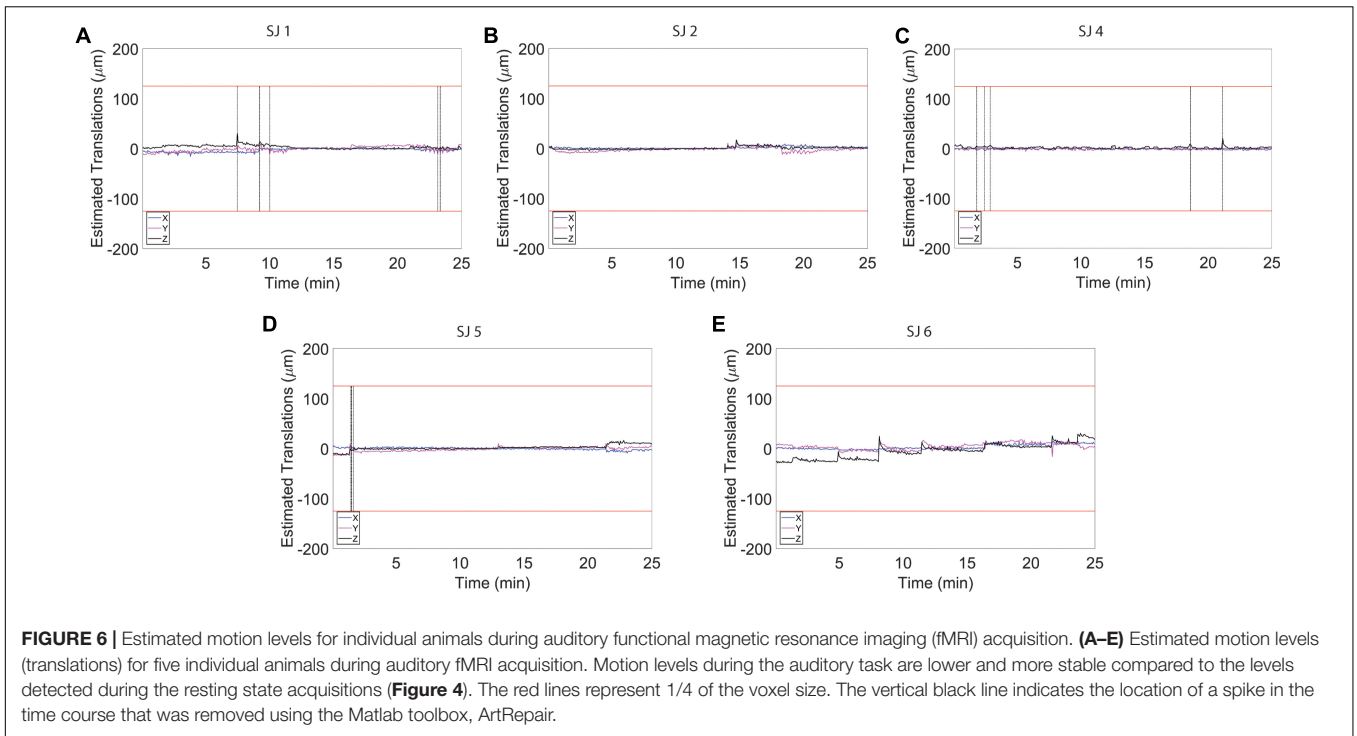 A
SJ 1
200
100
0
-100
-200
Estimated Translations (μm)
X
Y
Z
5
10
15
20
25
Time (min)
B
SJ 2
200
100
0
-100
-200
Estimated Translations (μm)
X
Y
Z
5
10
15
20
25
Time (min)
C
SJ 4
200
100
0
-100
-200
Estimated Translations (μm)
X
Y
Z
5
10
15
20
25
Time (min)
D
SJ 5
200
100
0
-100
-200
Estimated Translations (μm)
X
Y
Z
5
10
15
20
25
Time (min)
E
SJ 6
200
100
0
-100
-200
Estimated Translations (μm)
X
Y
Z
5
10
15
20
25
Time (min)
FIGURE 6 | Estimated motion levels for individual animals during auditory functional magnetic resonance imaging (fMRI) acquisition. (A–E) Estimated motion levels
(translations) for five individual animals during auditory fMRI acquisition. Motion levels during the auditory task are lower and more stable compared to the levels
detected during the resting state acquisitions (Figure 4). The red lines represent 1/4 of the voxel size. The vertical black line indicates the location of a spike in the
time course that was removed using the Matlab toolbox, ArtRepair.